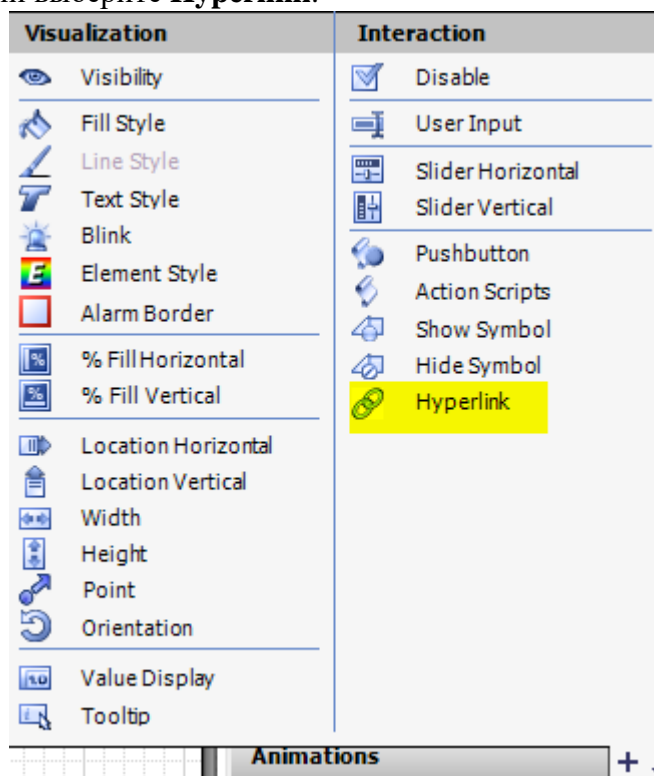 выберите Hyperlink.
Visualization
Visibility
Fill Style
Line Style
Text Style
Blink
Element Style
Alarm Border
% Fill Horizontal
% Fill Vertical
Location Horizontal
Location Vertical
Width
Height
Point
Orientation
Value Display
Tooltip
Interaction
Disable
User Input
Slider Horizontal
Slider Vertical
Pushbutton
Action Scripts
Show Symbol
Hide Symbol
Hyperlink
Animations